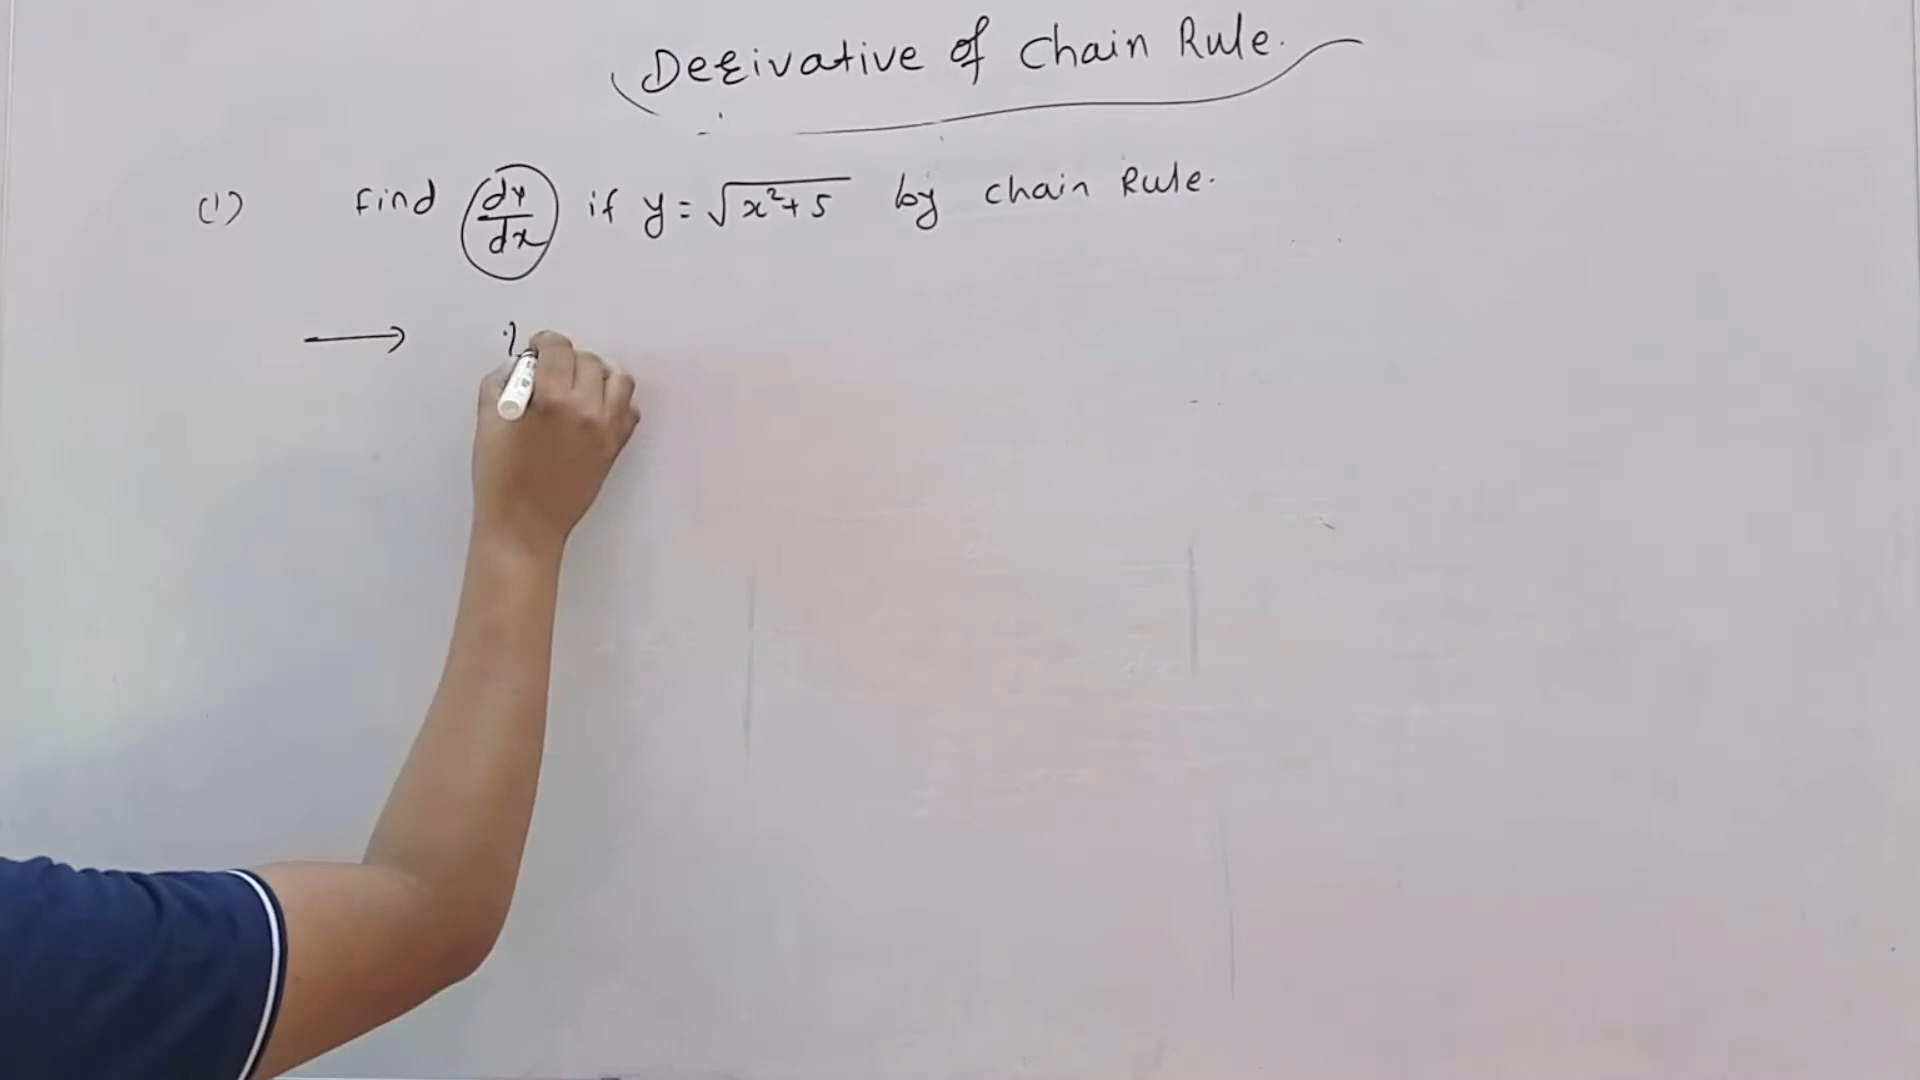 Derivative of Chain Rule.
(1) Find dy/dx if y = √x²+5 by chain Rule.
→